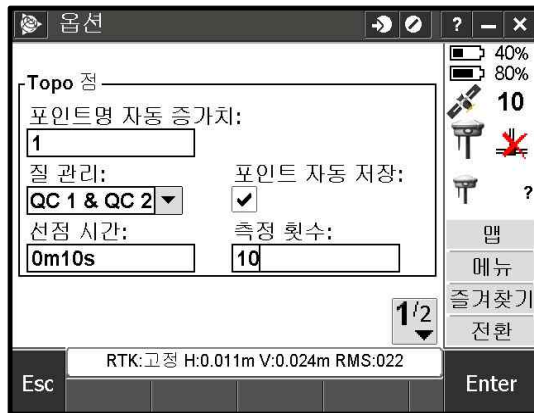 옵션
? – ×
40%
80%
10
Topo 점
포인트명 자동 증가치:
1
질 관리:
포인트 자동 저장:
QC 1 & QC 2
선점 시간:
측정 횟수:
0m10s
10
?
맵
메뉴
즐겨찾기
전환
1/2
RTK:고정 H:0.011m V:0.024m RMS:022
Esc
Enter